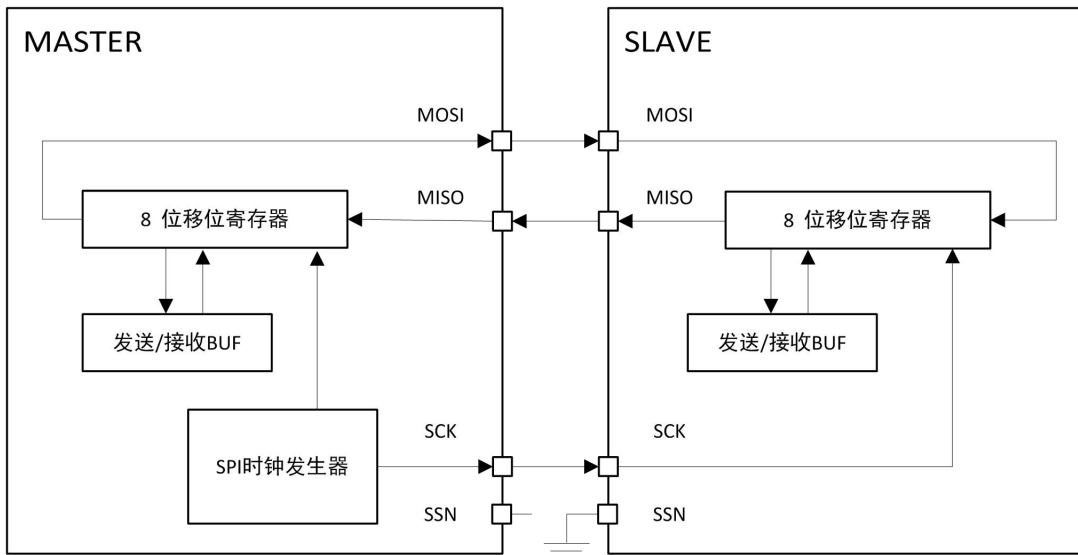 MASTER
SLAVE
MOSI
MOSI
MISO
MISO
8 位移位寄存器
8 位移位寄存器
发送/接收BUF
发送/接收BUF
SCK
SCK
SPI时钟发生器
SSN
SSN